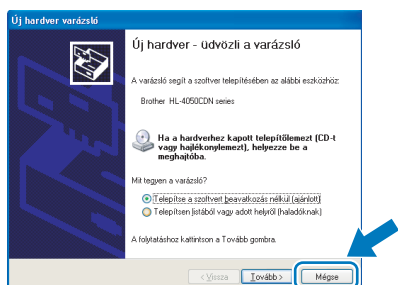 Új hardver varázsló
Új hardver - üdvözli a varázsló
A varázsló segít a szoftver telepítésében az alábbi eszközhöz:
Brother HL-4050CDN series
Ha a hardverhez kapott telepítőlemezt (CD-t
vagy hajlékonylemezt), helyezze be a
meghajtóba.
Mit tegyen a varázsló?
Telepítse a szoftvert beavatkozás nélkül (ajánlott)
Telepítsen listából vagy adott helyről (haladóknak)
A folytatáshoz kattintson a Tovább gombra.
< Vissza Tovább > Mégse